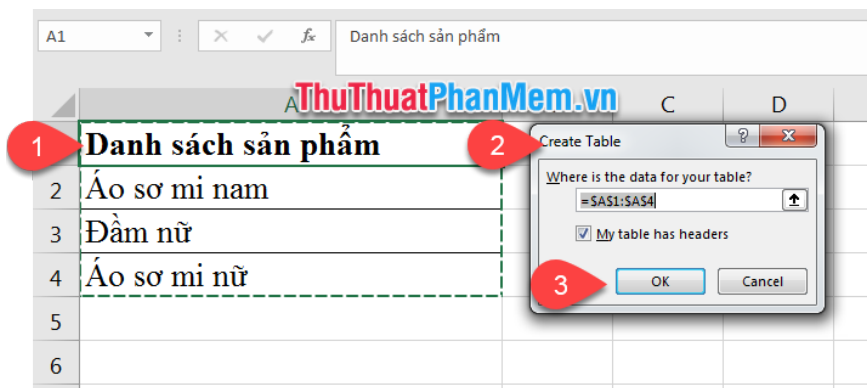 A1
fx
Danh sách sản phẩm
ThuThuatPhanMem.vn
A
C
D
1
Danh sách sản phẩm
2
Create Table
?
x
Where is the data for your table?
=$A$1:$A$4
My table has headers
2
Áo sơ mi nam
3
Đầm nữ
4
Áo sơ mi nữ
3
OK
Cancel
5
6